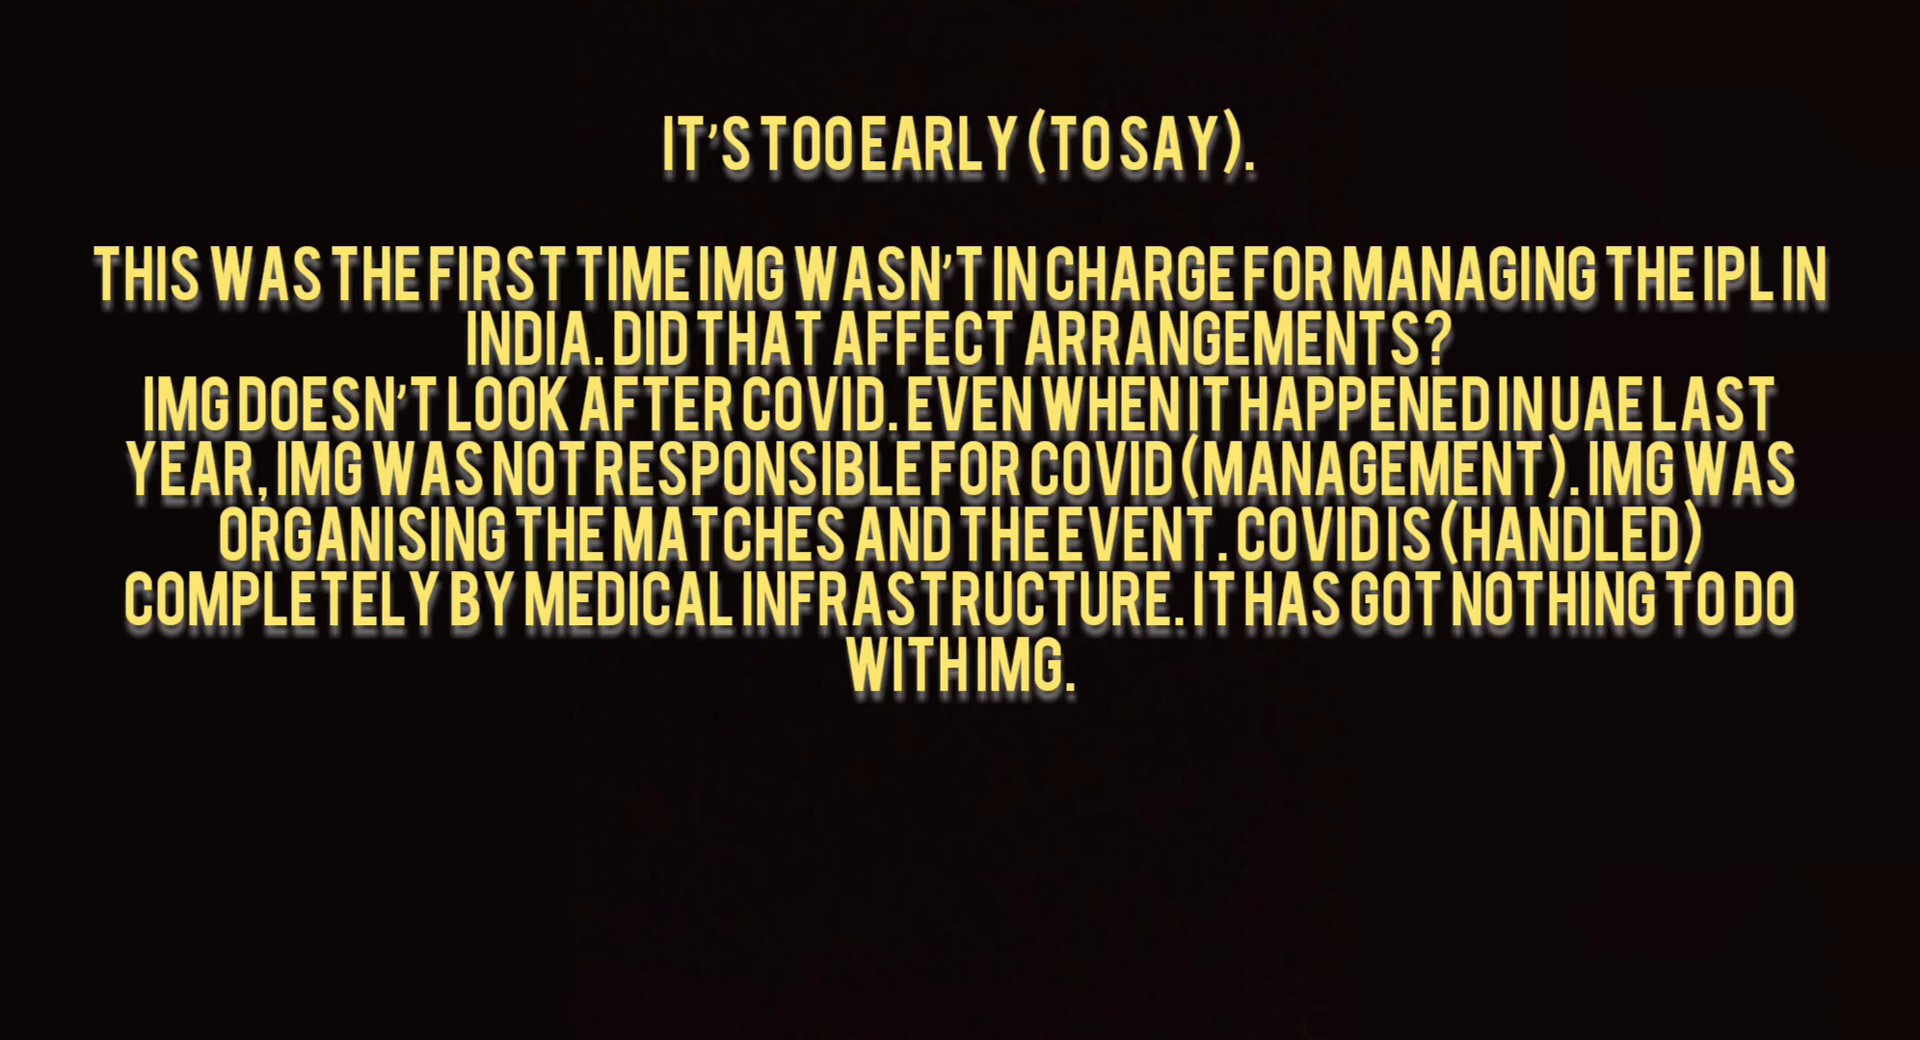 IT'S TOO EARLY (TO SAY).
THIS WAS THE FIRST TIME IMG WASN'T IN CHARGE FOR MANAGING THE IPL IN
INDIA. DID THAT AFFECT ARRANGEMENTS?
IMG DOESN'T LOOK AFTER COVID. EVEN WHEN IT HAPPENED IN UAE LAST
YEAR, IMG WAS NOT RESPONSIBLE FOR COVID (MANAGEMENT). IMG WAS
ORGANISING THE MATCHES AND THE EVENT. COVID IS (HANDLED)
COMPLETELY BY MEDICAL INFRASTRUCTURE. IT HAS GOT NOTHING TO DO
WITH IMG.